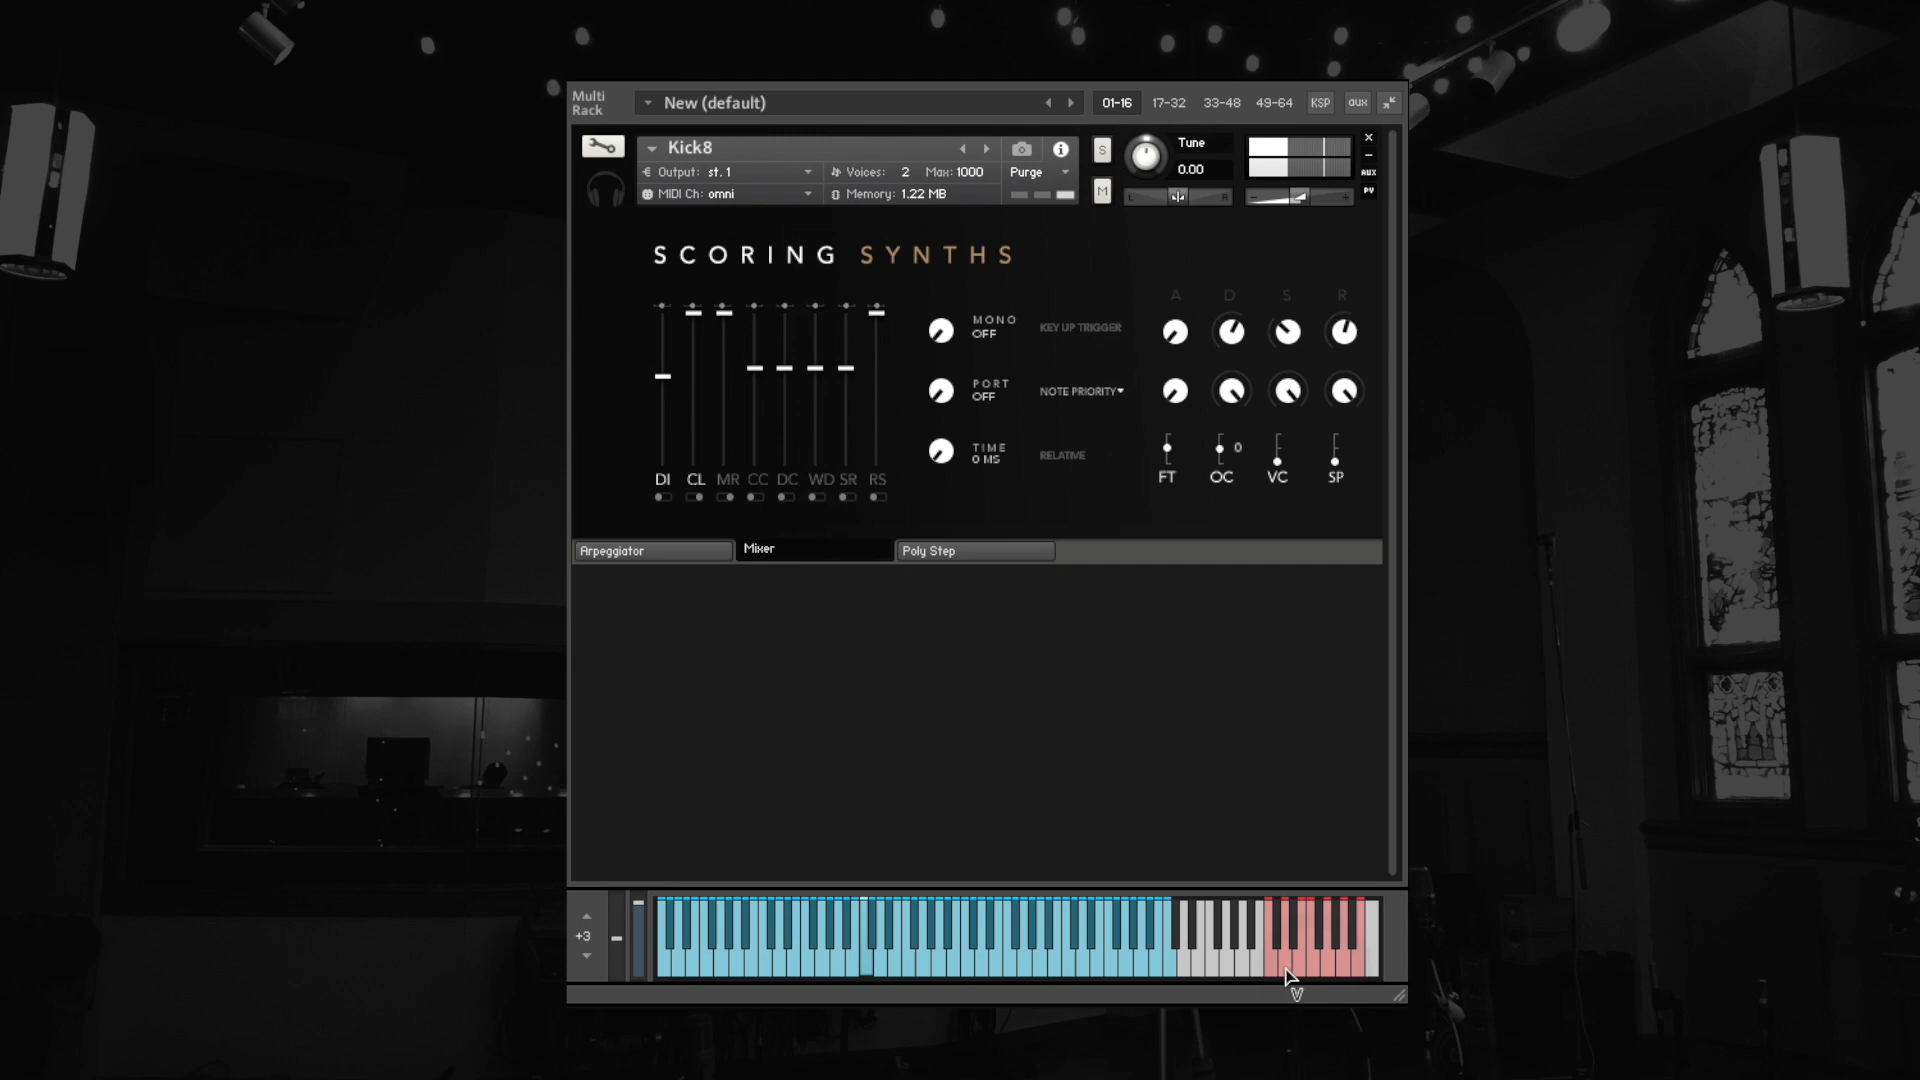 Multi
Rack
New (default)
01-16
17-32
33-48
49-64
KSP
aux
Kick8
Output: st. 1
Voices: 2
Max: 1000
Purge
MIDI Ch: omni
Memory: 1.22 MB
S
M
Tune
0.00
L
R
AUX
PV
SCORING SYNTHS
A D S R
MONO
OFF
KEY UP TRIGGER
PORT
OFF
NOTE PRIORITY
TIME
0 MS
RELATIVE
0
FT OC VC SP
DI CL MR CC DC WD SR RS
Arpeggiator
Mixer
Poly Step
+3
V